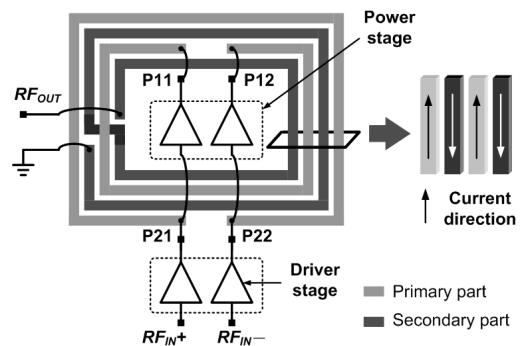 Power
stage
P11
P12
RF_OUT
P21
P22
Current
direction
Driver
stage
Primary part
Secondary part
RF_IN+
RF_IN−